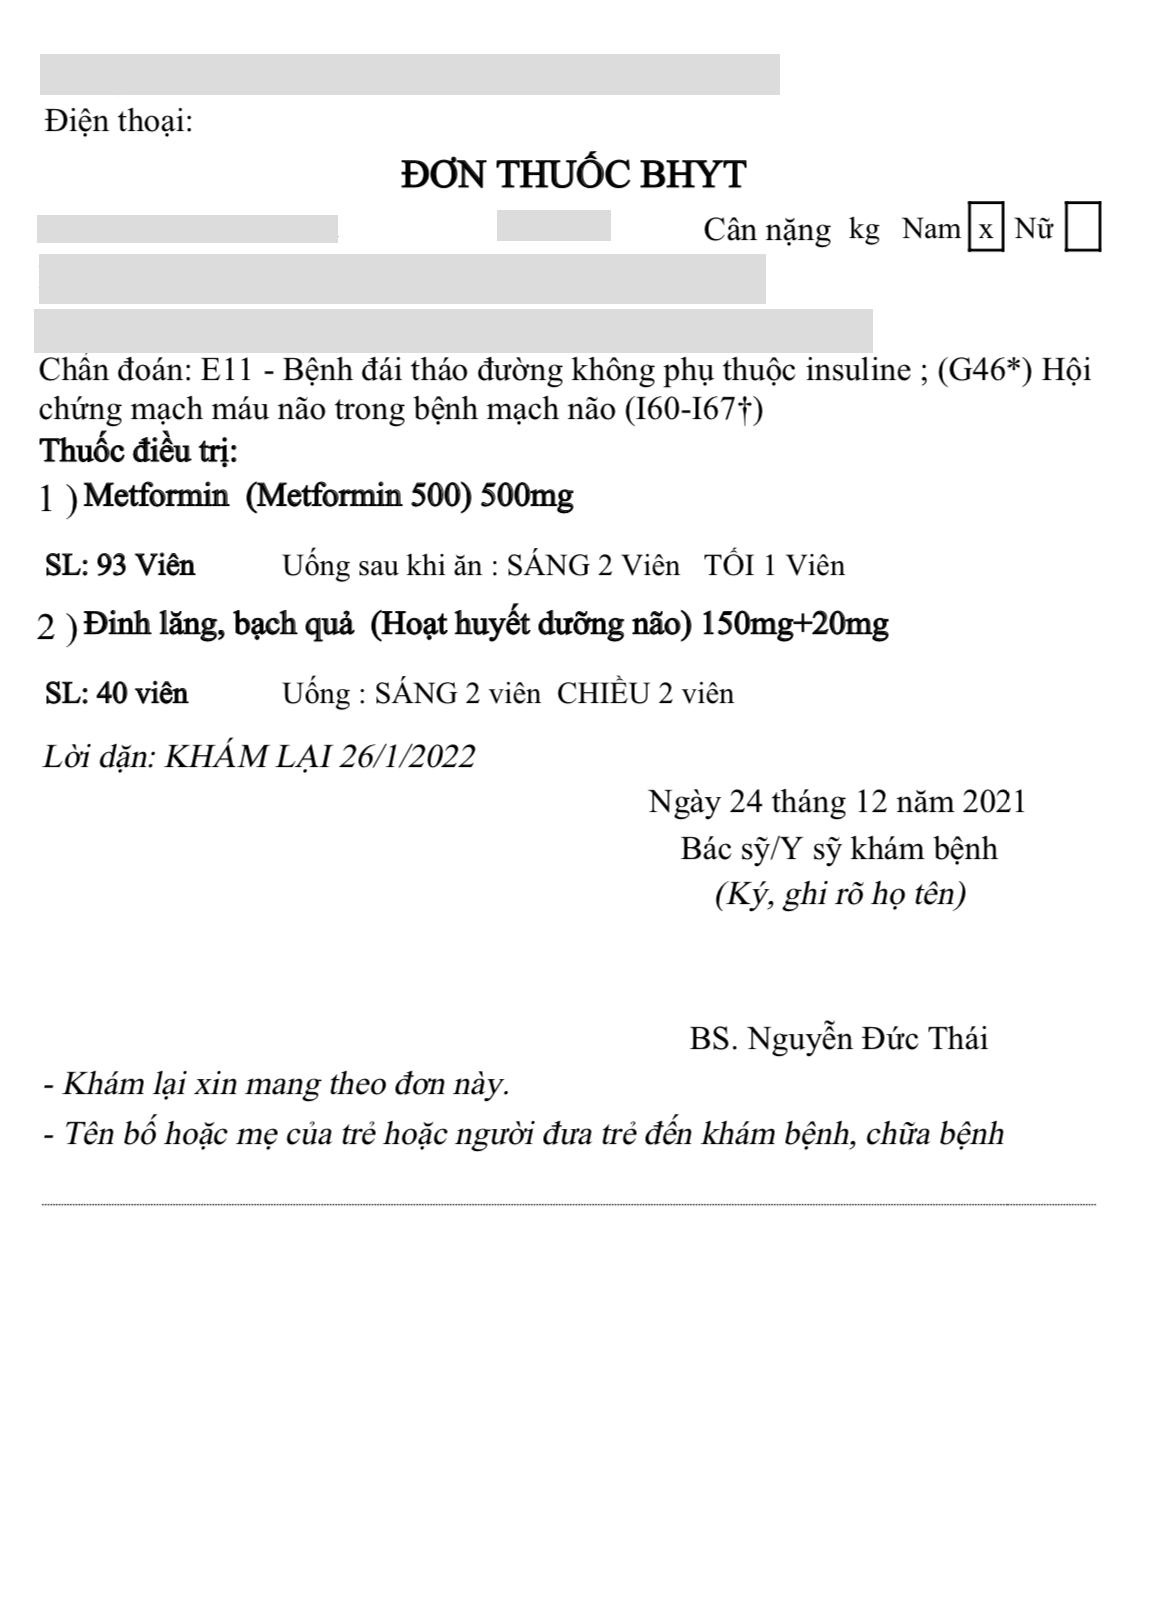 Điện thoại:
ĐƠN THUỐC BHYT
Cân nặng kg Nam x Nữ
Chẩn đoán: E11 - Bệnh đái tháo đường không phụ thuộc insuline ; (G46*) Hội
chứng mạch máu não trong bệnh mạch não (I60-I67†)
Thuốc điều trị:
1 ) Metformin (Metformin 500) 500mg
SL: 93 Viên Uống sau khi ăn : SÁNG 2 Viên TỐI 1 Viên
2 ) Đinh lăng, bạch quả (Hoạt huyết dưỡng não) 150mg+20mg
SL: 40 viên Uống : SÁNG 2 viên CHIỀU 2 viên
Lời dặn: KHÁM LẠI 26/1/2022
Ngày 24 tháng 12 năm 2021
Bác sỹ/Y sỹ khám bệnh
(Ký, ghi rõ họ tên)
BS. Nguyễn Đức Thái
- Khám lại xin mang theo đơn này.
- Tên bố hoặc mẹ của trẻ hoặc người đưa trẻ đến khám bệnh, chữa bệnh